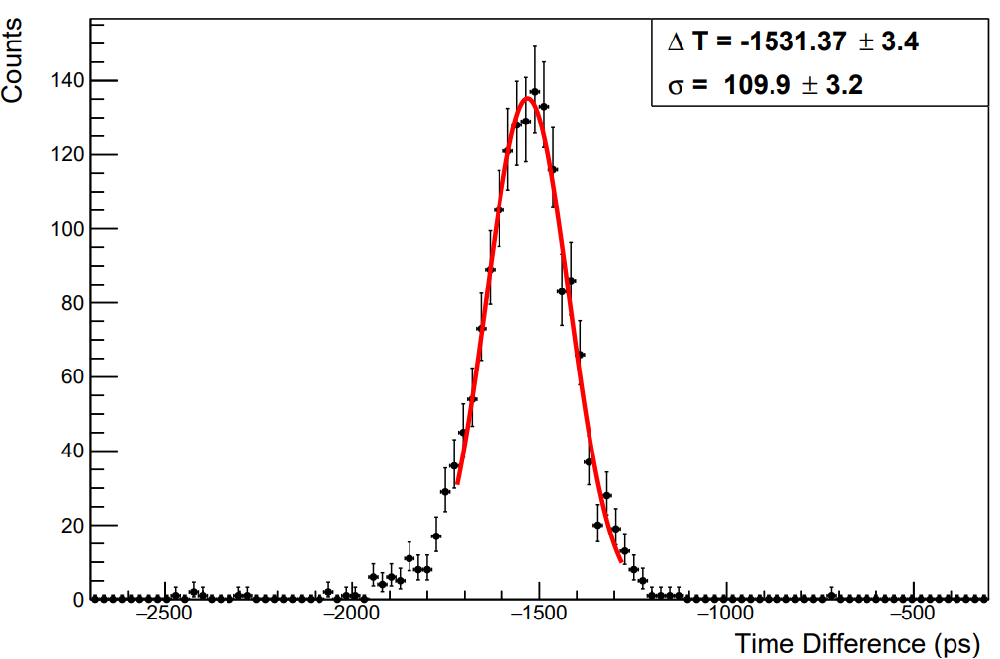 Counts
Δ T = -1531.37 ± 3.4
σ = 109.9 ± 3.2
140
120
100
80
60
40
20
0
−2500 −2000 −1500 −1000 −500
Time Difference (ps)